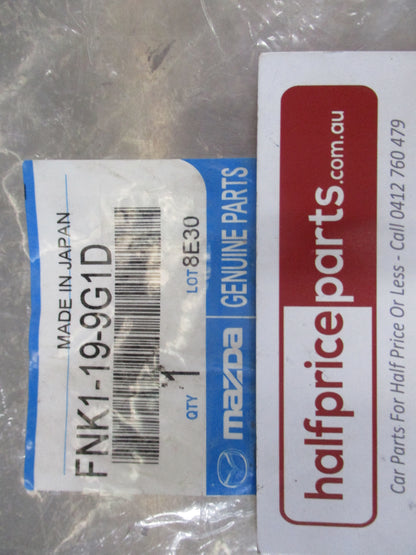 MADE IN JAPAN
FNK1-19-9G1D
LOT 8E30
QTY 1
mazda GENUINE PARTS
halfpriceparts.com.au
Car Parts For Half Price Or Less - Call 0412 760 479